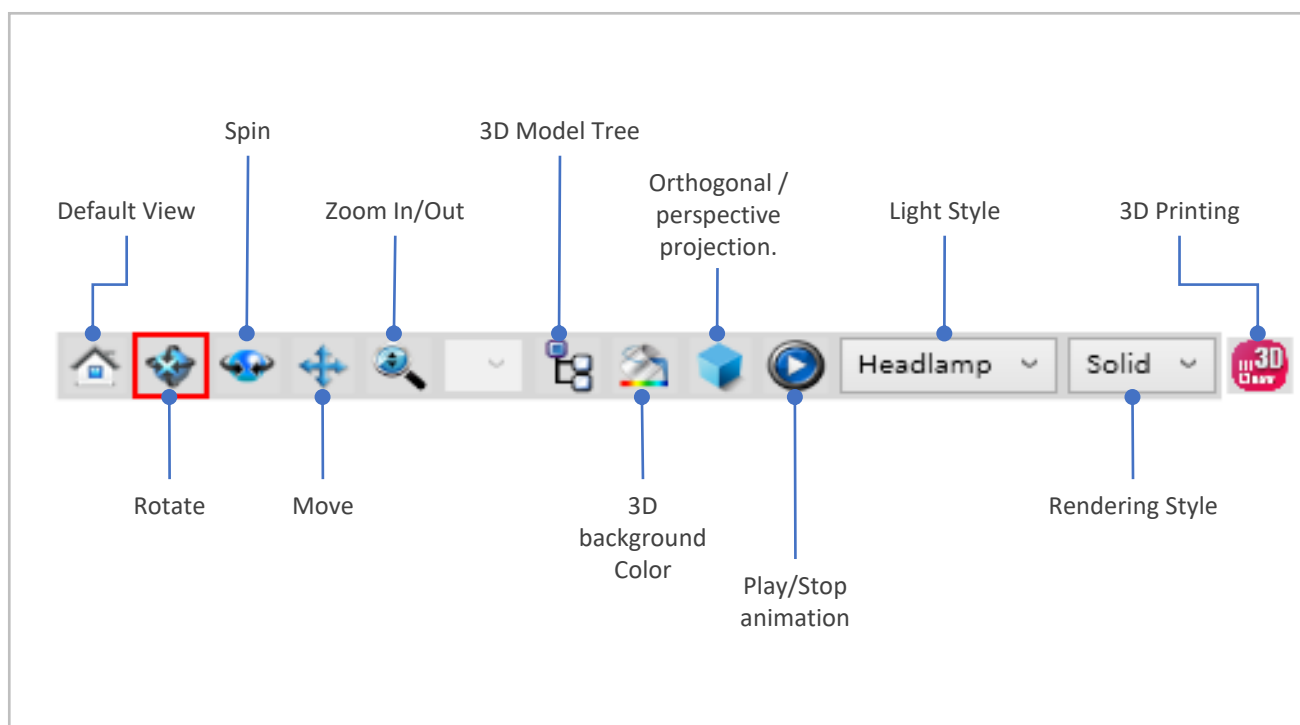 Spin
3D Model Tree
Default View
Zoom In/Out
Orthogonal /
perspective
projection.
Light Style
3D Printing
Headlamp
Solid
3D
Rotate
Move
3D
background
Color
Play/Stop
animation
Rendering Style